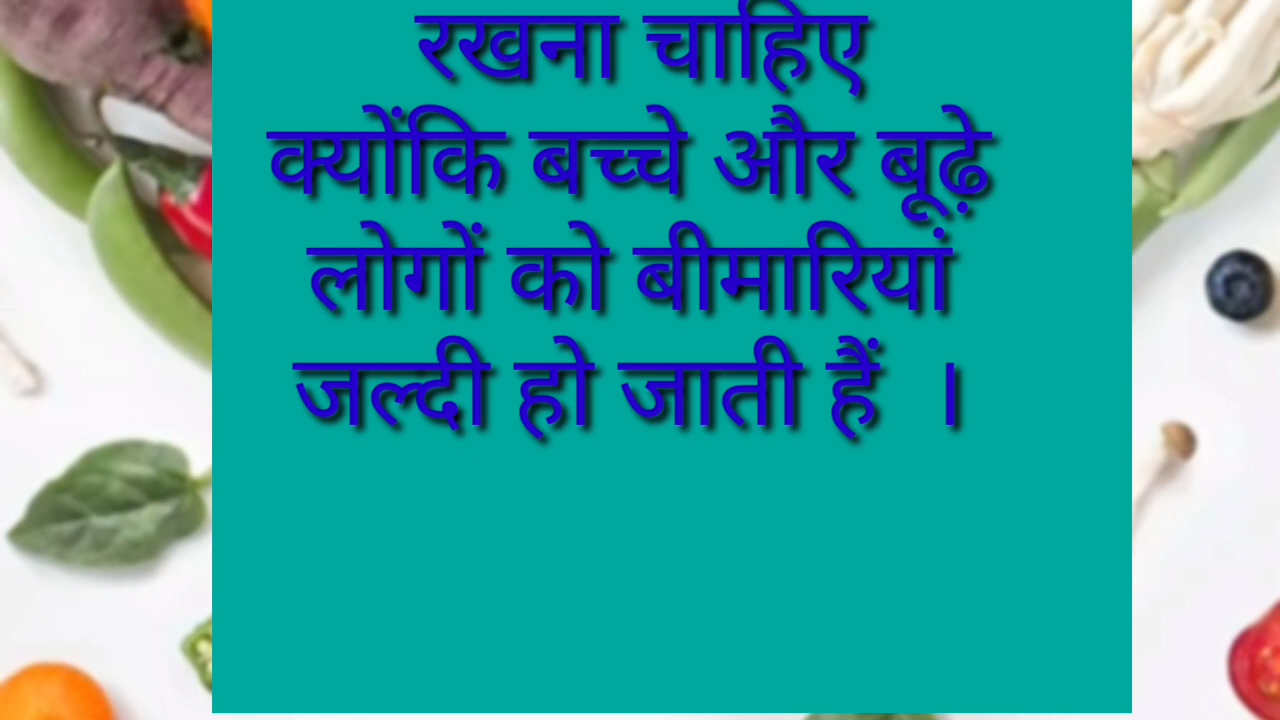 रखना चाहिए
क्योंकि बच्चे और बूढ़े
लोगों को बीमारियां
जल्दी हो जाती हैं ।